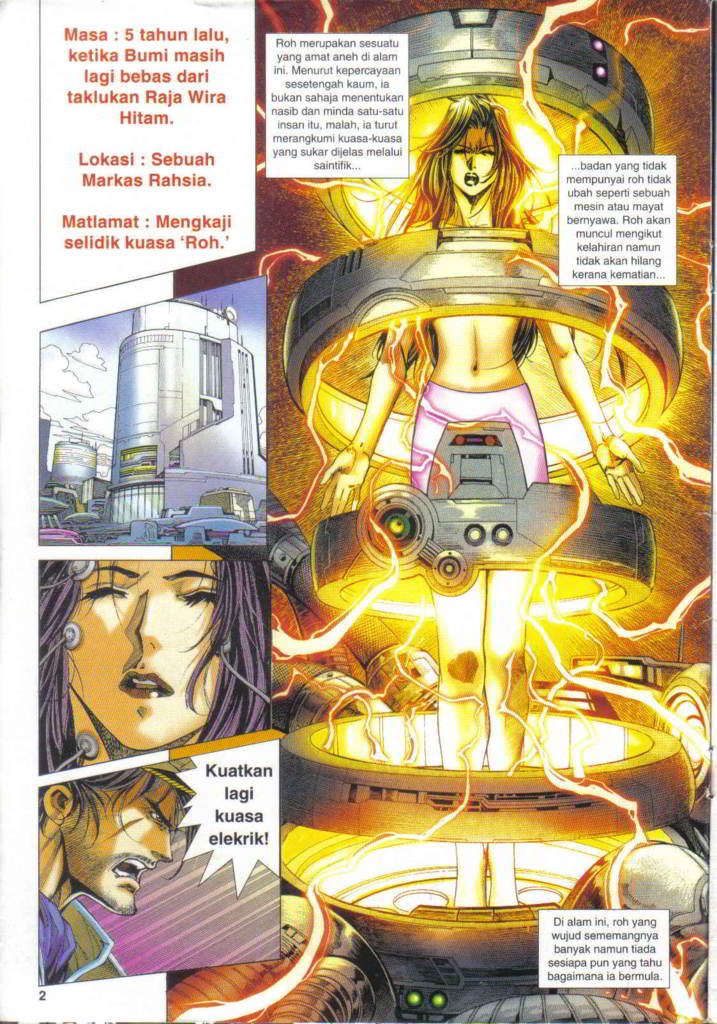 Masa : 5 tahun lalu,
ketika Bumi masih
lagi bebas dari
taklukan Raja Wira
Hitam.
Lokasi : Sebuah
Markas Rahsia.
Matlamat : Mengkaji
selidik kuasa ‘Roh.’
Roh merupakan sesuatu
yang amat aneh di alam
ini. Menurut kepercayaan
sesetengah kaum, ia
bukan sahaja menentukan
nasib dan minda satu-satu
insan itu, malah, ia turut
merangkumi kuasa-kuasa
yang sukar dijelas melalui
saintifik...
...badan yang tidak
mempunyai roh tidak
ubah seperti sebuah
mesin atau mayat
bernyawa. Roh akan
muncul mengikut
kelahiran namun
tidak akan hilang
kerana kematian...
Kuatkan
lagi
kuasa
elekrik!
Di alam ini, roh yang
wujud sememangnya
banyak namun tiada
sesiapa pun yang tahu
bagaimana ia bermula.
2